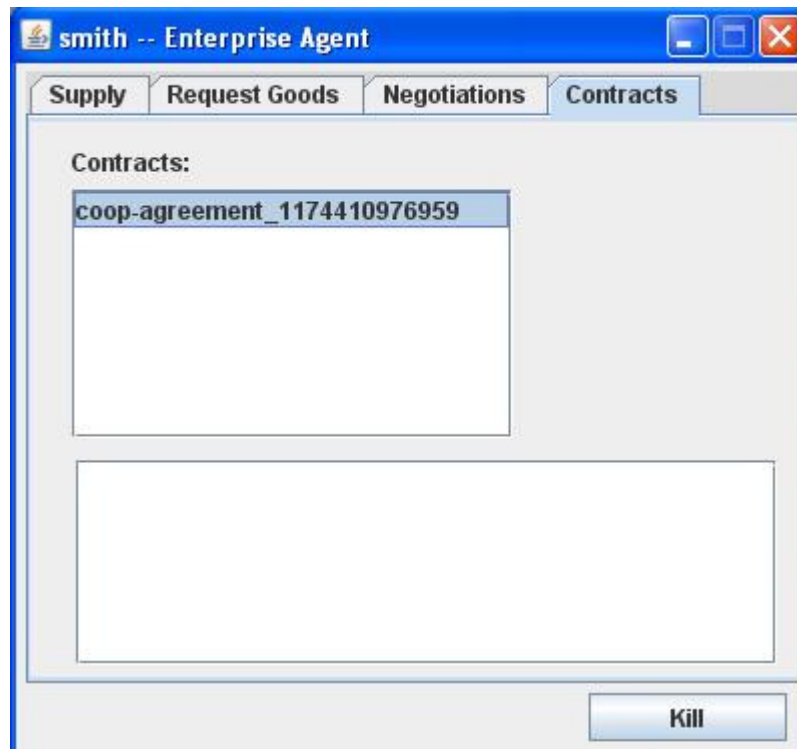 smith -- Enterprise Agent
Supply Request Goods Negotiations Contracts
Contracts:
coop-agreement_1174410976959
Kill